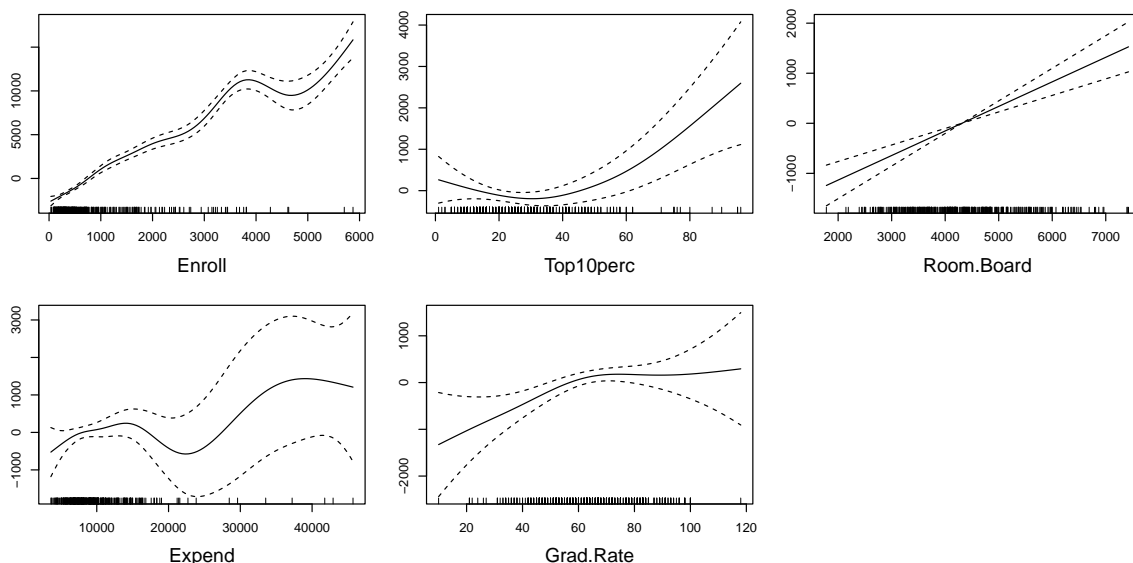 0 5000 10000
0 1000 2000 3000 4000 5000 6000
Enroll
0 1000 2000 3000 4000
0 20 40 60 80
Top10perc
−1000 0 1000 2000
2000 3000 4000 5000 6000 7000
Room.Board
−1000 0 1000 3000
10000 20000 30000 40000
Expend
−2000 0 1000
20 40 60 80 100 120
Grad.Rate